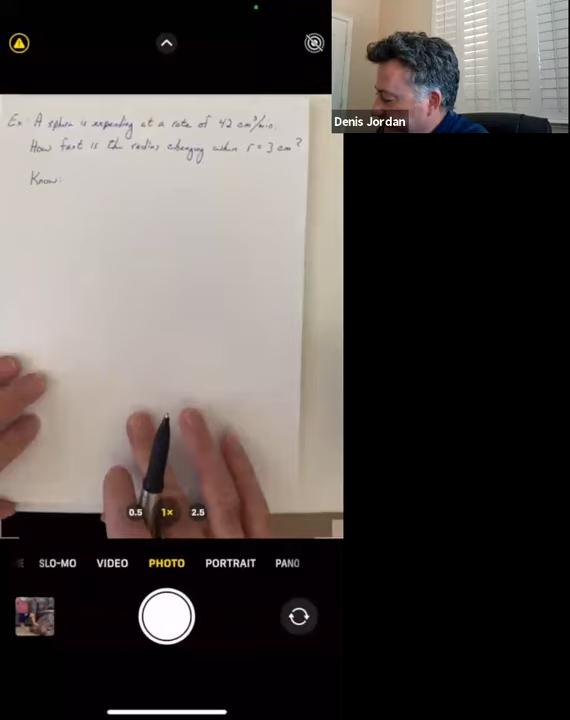 Ex: A sphere is expanding at a rate of 42 cm³/min.
How fast is the radius changing when r = 3 cm?
Know:
Denis Jordan
0.5 1× 2.5
SLO-MO VIDEO PHOTO PORTRAIT PANO